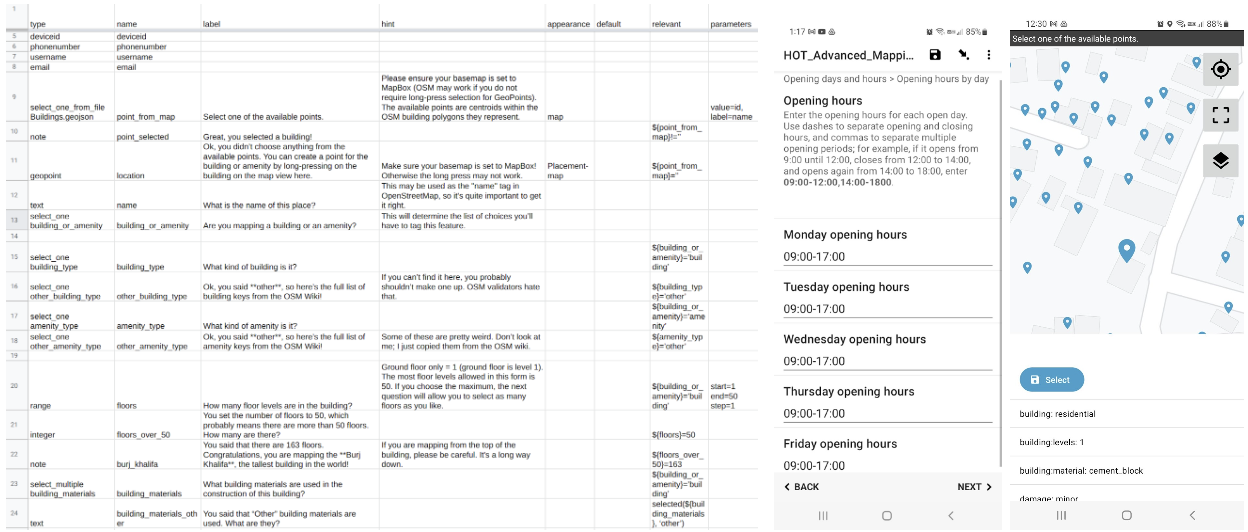 1
type name label hint appearance default relevant parameters
5 deviceid deviceid
6 phonenumber phonenumber
7 username username
8 email email
9
select_one_from_file
Buildings.geojson
point_from_map
Select one of the available points.
Please ensure your basemap is set to
MapBox (OSM may work if you do not
require long-press selection for GeoPoints).
The available points are centroids within the
OSM building polygons they represent.
map
value=id,
label=name
10
note
point_selected
Great, you selected a building!
${point_from_
map}!=''
11
geopoint
location
Ok, you didn't choose anything from the
available points. You can create a point for the
building or amenity by long-pressing on the
building on the map view here.
Make sure your basemap is set to MapBox!
Otherwise the long press may not work.
Placement-
map
${point_from_
map}=''
12
text
name
What is the name of this place?
This may be used as the "name" tag in
OpenStreetMap, so it's quite important to get
it right.
13
select_one
building_or_amenity
building_or_amenity
Are you mapping a building or an amenity?
This will determine the list of choices you'll
have to tag this feature.
14
15
select_one
building_type
building_type
What kind of building is it?
${building_or_
amenity}='buil
ding'
16
select_one
other_building_type
other_building_type
Ok, you said **other**, so here's the full list of
building keys from the OSM Wiki!
If you can't find it here, you probably
shouldn't make one up. OSM validators hate
that.
${building_typ
e}='other'
17
select_one
amenity_type
amenity_type
What kind of amenity is it?
${building_or_
amenity}='ame
nity'
18
select_one
other_amenity_type
other_amenity_type
Ok, you said **other**, so here's the full list of
amenity keys from the OSM Wiki!
Some of these are pretty weird. Don't look at
me; I just copied them from the OSM wiki.
${amenity_typ
e}='other'
19
20
range
floors
How many floor levels are in the building?
Ground floor only = 1 (ground floor is level 1).
The most floor levels allowed in this form is
50. If you choose the maximum, the next
question will allow you to select as many
floors as you like.
${building_or_
amenity}='buil
ding'
start=1
end=50
step=1
21
integer
floors_over_50
You set the number of floors to 50, which
probably means there are more than 50 floors.
How many are there?
${floors}=50
22
note
burj_khalifa
You said that there are 163 floors.
Congratulations, you are mapping the **Burj
Khalifa**, the tallest building in the world!
If you are mapping from the top of the
building, please be careful. It's a long way
down.
${floors_over_
50}=163
23
select_multiple
building_materials
building_materials
What building materials are used in the
construction of this building?
${building_or_
amenity}='buil
ding'
24
text
building_materials_oth
er
You said that "Other" building materials are
used. What are they?
selected(${buil
ding_materials
}, 'other')
1:17
85%
HOT_Advanced_Mappi...
Opening days and hours > Opening hours by day
Opening hours
Enter the opening hours for each open day.
Use dashes to separate opening and closing
hours, and commas to separate multiple
opening periods; for example, if it opens from
9:00 until 12:00, closes from 12:00 to 14:00,
and opens again from 14:00 to 18:00, enter
09:00-12:00,14:00-1800.
Monday opening hours
09:00-17:00
Tuesday opening hours
09:00-17:00
Wednesday opening hours
09:00-17:00
Thursday opening hours
09:00-17:00
Friday opening hours
09:00-17:00
< BACK
NEXT >
12:30
88%
Select one of the available points.
Select
building: residential
building:levels: 1
building:material: cement_block
damage: minor